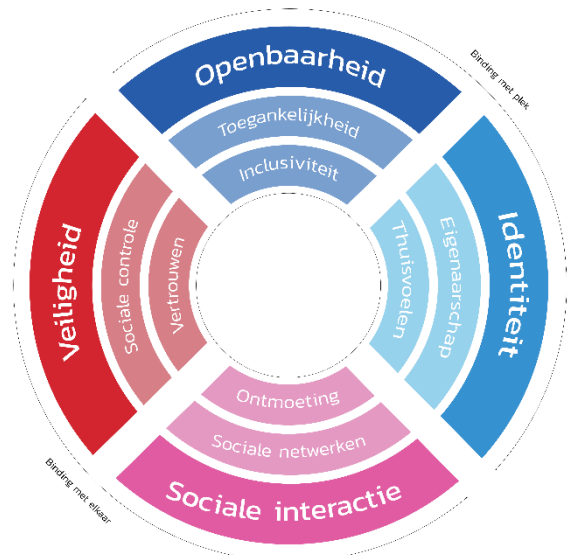 Openbaarheid
Toegankelijkheid
Inclusiviteit
Binding met plek
Identiteit
Eigenaarschap
Thuisvoelen
Veiligheid
Sociale controle
Vertrouwen
Ontmoeting
Sociale netwerken
Sociale interactie
Binding met elkaar